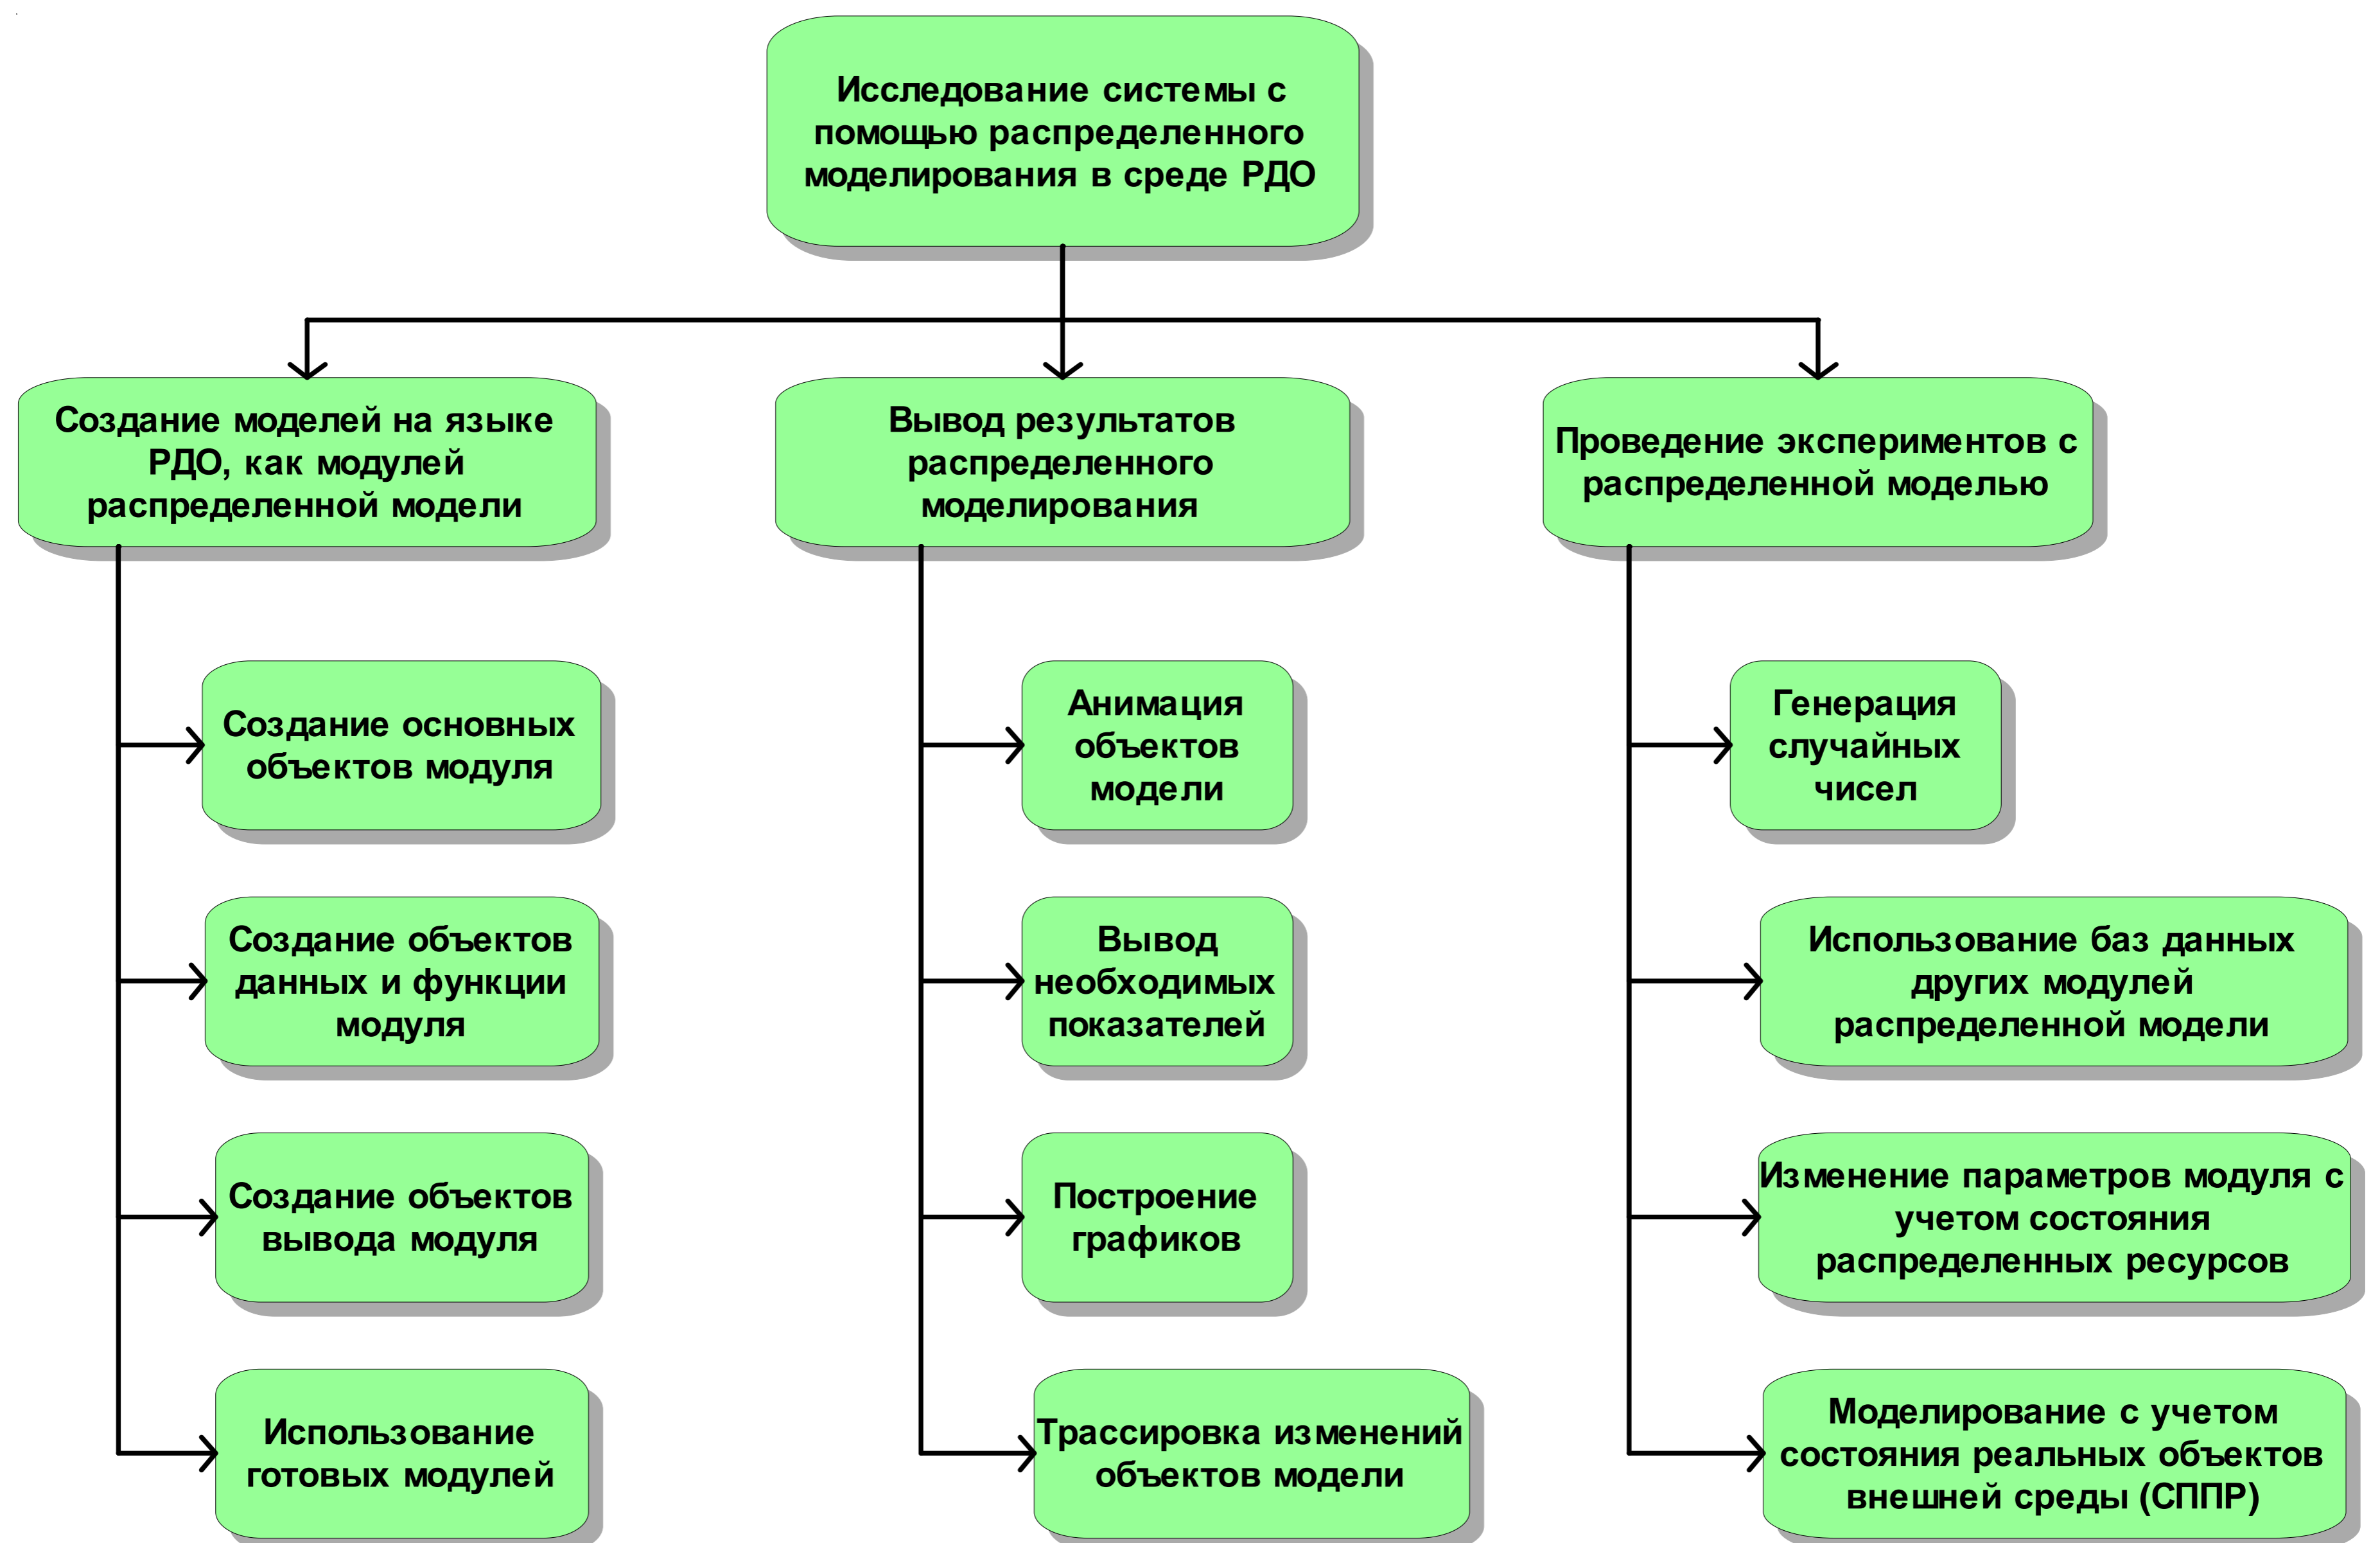 Исследование системы с
помощью распределенного
моделирования в среде РДО
Создание моделей на языке
РДО, как модулей
распределенной модели
Вывод результатов
распределенного
моделирования
Проведение экспериментов с
распределенной моделью
Создание основных
объектов модуля
Создание объектов
данных и функции
модуля
Создание объектов
вывода модуля
Использование
готовых модулей
Анимация
объектов
модели
Вывод
необходимых
показателей
Построение
графиков
Трассировка изменений
объектов модели
Генерация
случайных
чисел
Использование баз данных
других модулей
распределенной модели
Изменение параметров модуля с
учетом состояния
распределенных ресурсов
Моделирование с учетом
состояния реальных объектов
внешней среды (СППР)